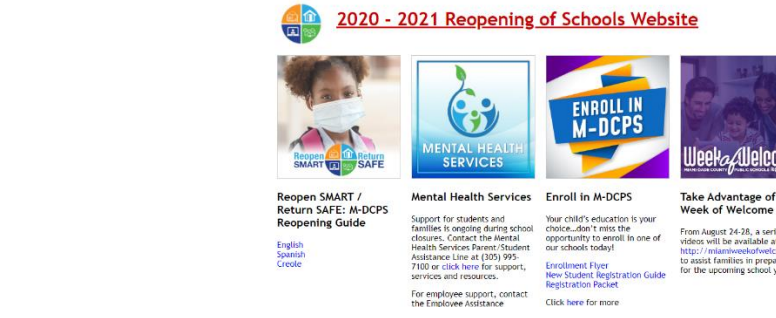 2020 - 2021 Reopening of Schools Website
Reopen Return
SMART SAFE
MENTAL HEALTH
SERVICES
ENROLL IN
M-DCPS
Week of Welco
Reopen SMART /
Return SAFE: M-DCPS
Reopening Guide
English
Spanish
Creole
Mental Health Services
Support for students and
families is ongoing during school
closures. Contact the Mental
Health Services Parent/Student
Assistance Line at (305) 995-
7100 or click here for support,
services and resources.
For employee support, contact
the Employee Assistance
Enroll in M-DCPS
Your child's education is your
choice...don't miss the
opportunity to enroll in one of
our schools today!
Enrollment Flyer
New Student Registration Guide
Registration Packet
Click here for more
Take Advantage of
Week of Welcome
From August 24-28, a seri
videos will be available a
http://miamiweekofwelc
to assist families in prepa
for the upcoming school y